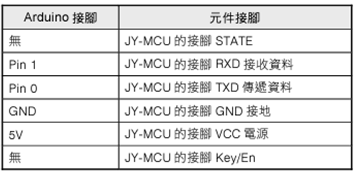 Arduino 接腳 元件接腳
無 JY-MCU 的接腳 STATE
Pin 1 JY-MCU 的接腳 RXD 接收資料
Pin 0 JY-MCU 的接腳 TXD 傳遞資料
GND JY-MCU 的接腳 GND 接地
5V JY-MCU 的接腳 VCC 電源
無 JY-MCU 的接腳 Key/En